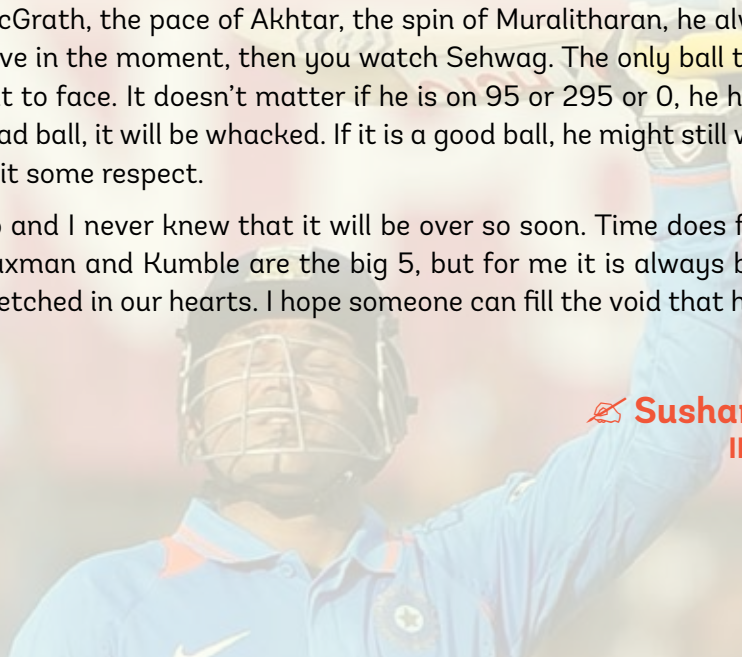 cGrath, the pace of Akhtar, the spin of Muralitharan, he alw
ve in the moment, then you watch Sehwag. The only ball t
t to face. It doesn’t matter if he is on 95 or 295 or 0, he h
ad ball, it will be whacked. If it is a good ball, he might still w
it some respect.
and I never knew that it will be over so soon. Time does f
xman and Kumble are the big 5, but for me it is always b
etched in our hearts. I hope someone can fill the void that h
Sushan